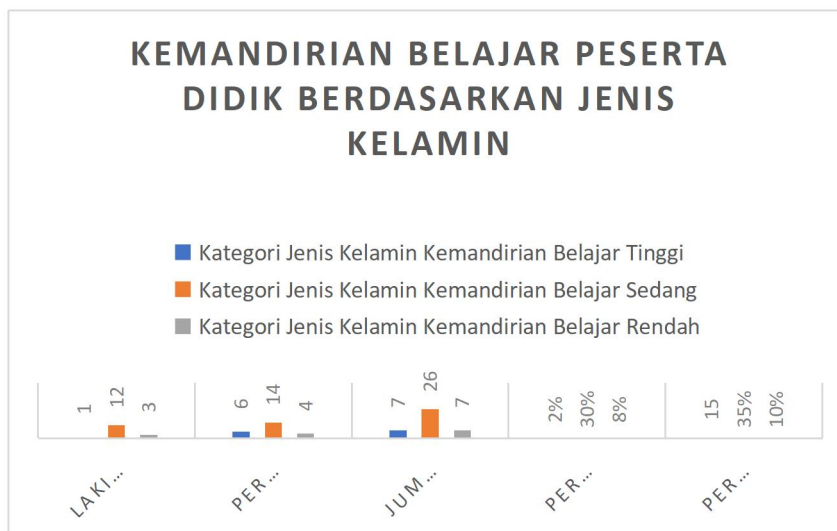 KEMANDIRIAN BELAJAR PESERTA
DIDIK BERDASARKAN JENIS
KELAMIN
Kategori Jenis Kelamin Kemandirian Belajar Tinggi
Kategori Jenis Kelamin Kemandirian Belajar Sedang
Kategori Jenis Kelamin Kemandirian Belajar Rendah
1 12 3
6 14 4
7 26 7
2% 30% 8%
15 35% 10%
LAKI…
PER…
JUM…
PER…
PER…